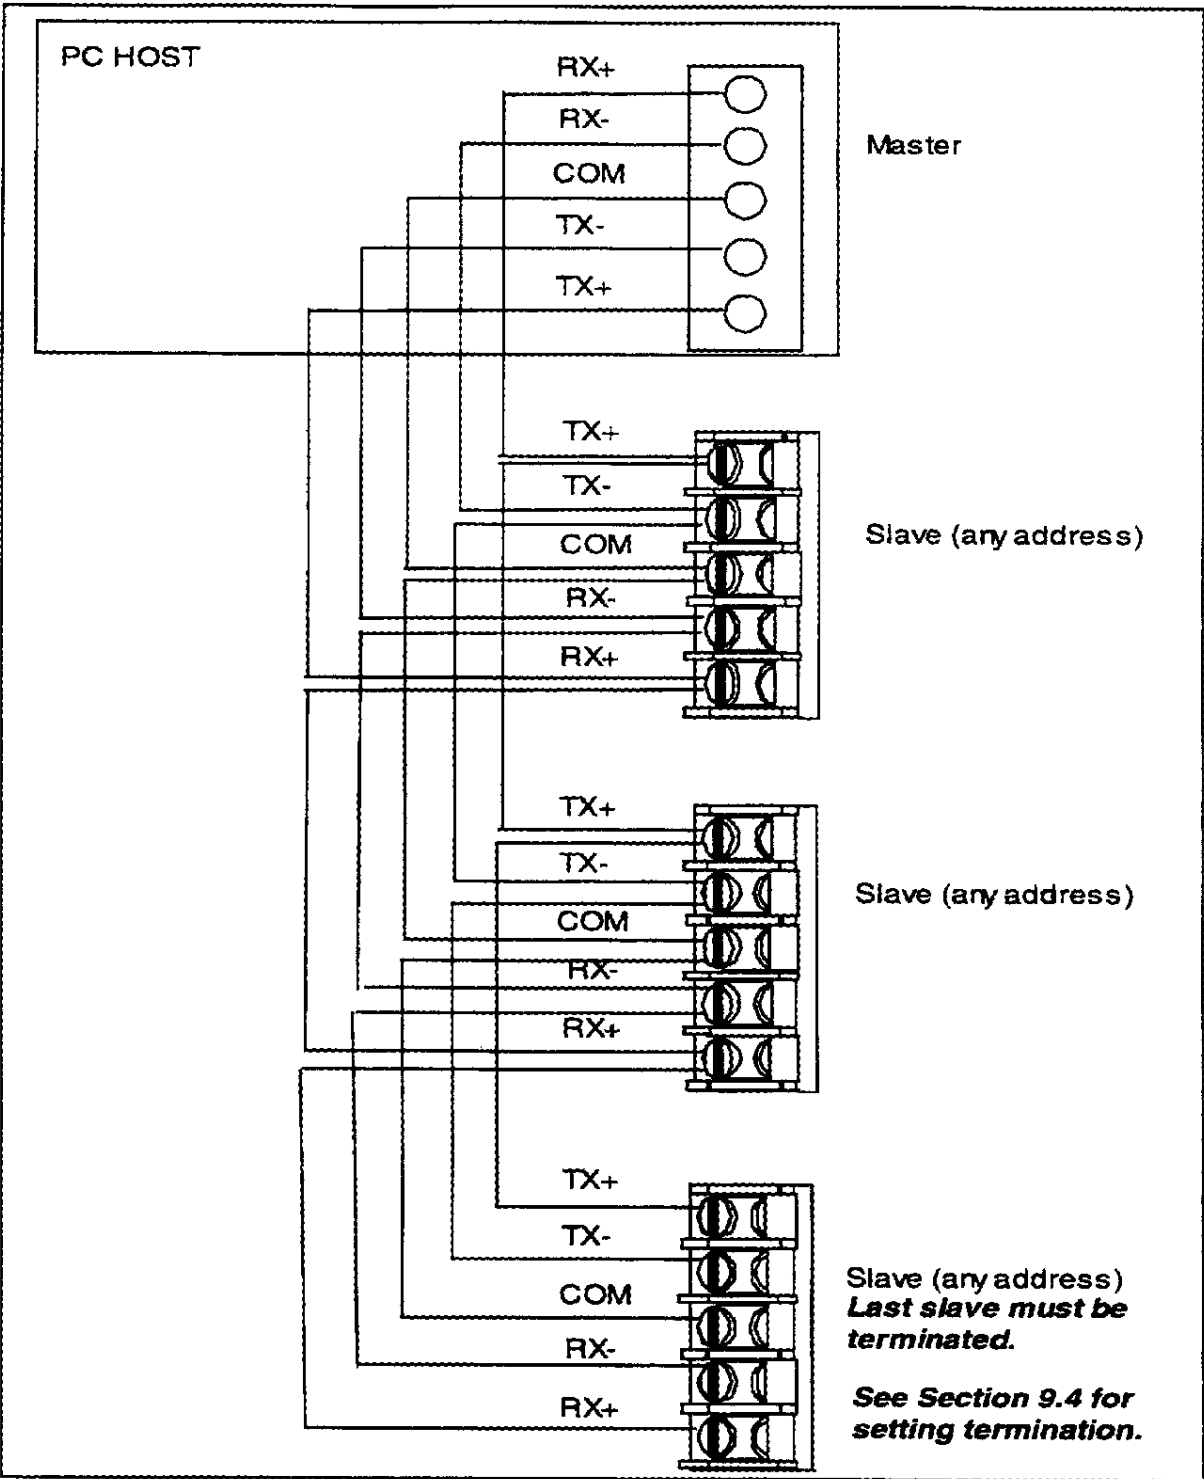 PC HOST
RX+
RX-
COM
TX-
TX+
Master
TX+
TX-
COM
RX-
RX+
Slave (any address)
TX+
TX-
COM
RX-
RX+
Slave (any address)
TX+
TX-
COM
RX-
RX+
Slave (any address)
Last slave must be
terminated.
See Section 9.4 for
setting termination.